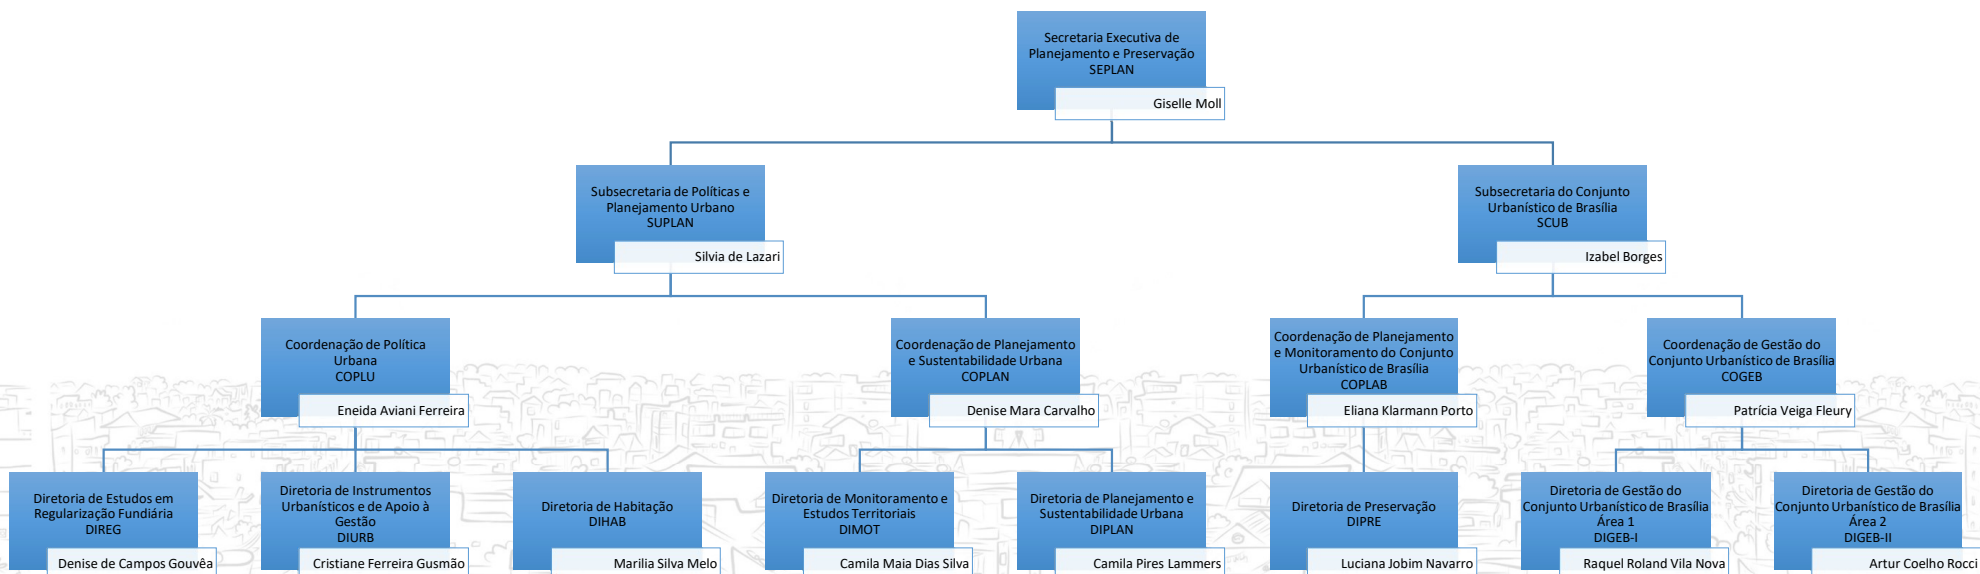 Secretaria Executiva de
Planejamento e Preservação
SEPLAN
Giselle Moll
Subsecretaria de Políticas e
Planejamento Urbano
SUPLAN
Silvia de Lazari
Subsecretaria do Conjunto
Urbanístico de Brasília
SCUB
Izabel Borges
Coordenação de Política
Urbana
COPLU
Eneida Aviani Ferreira
Coordenação de Planejamento
e Sustentabilidade Urbana
COPLAN
Denise Mara Carvalho
Coordenação de Planejamento
e Monitoramento do Conjunto
Urbanístico de Brasília
COPLAB
Eliana Klarmann Porto
Coordenação de Gestão do
Conjunto Urbanístico de Brasília
COGEB
Patrícia Veiga Fleury
Diretoria de Estudos em
Regularização Fundiária
DIREG
Denise de Campos Gouvêa
Diretoria de Instrumentos
Urbanísticos e de Apoio à
Gestão
DIURB
Cristiane Ferreira Gusmão
Diretoria de Habitação
DIHAB
Marilia Silva Melo
Diretoria de Monitoramento e
Estudos Territoriais
DIMOT
Camila Maia Dias Silva
Diretoria de Planejamento e
Sustentabilidade Urbana
DIPLAN
Camila Pires Lammers
Diretoria de Preservação
DIPRE
Luciana Jobim Navarro
Diretoria de Gestão do
Conjunto Urbanístico de Brasília
Área 1
DIGEB-I
Raquel Roland Vila Nova
Diretoria de Gestão do
Conjunto Urbanístico de Brasília
Área 2
DIGEB-II
Artur Coelho Rocci